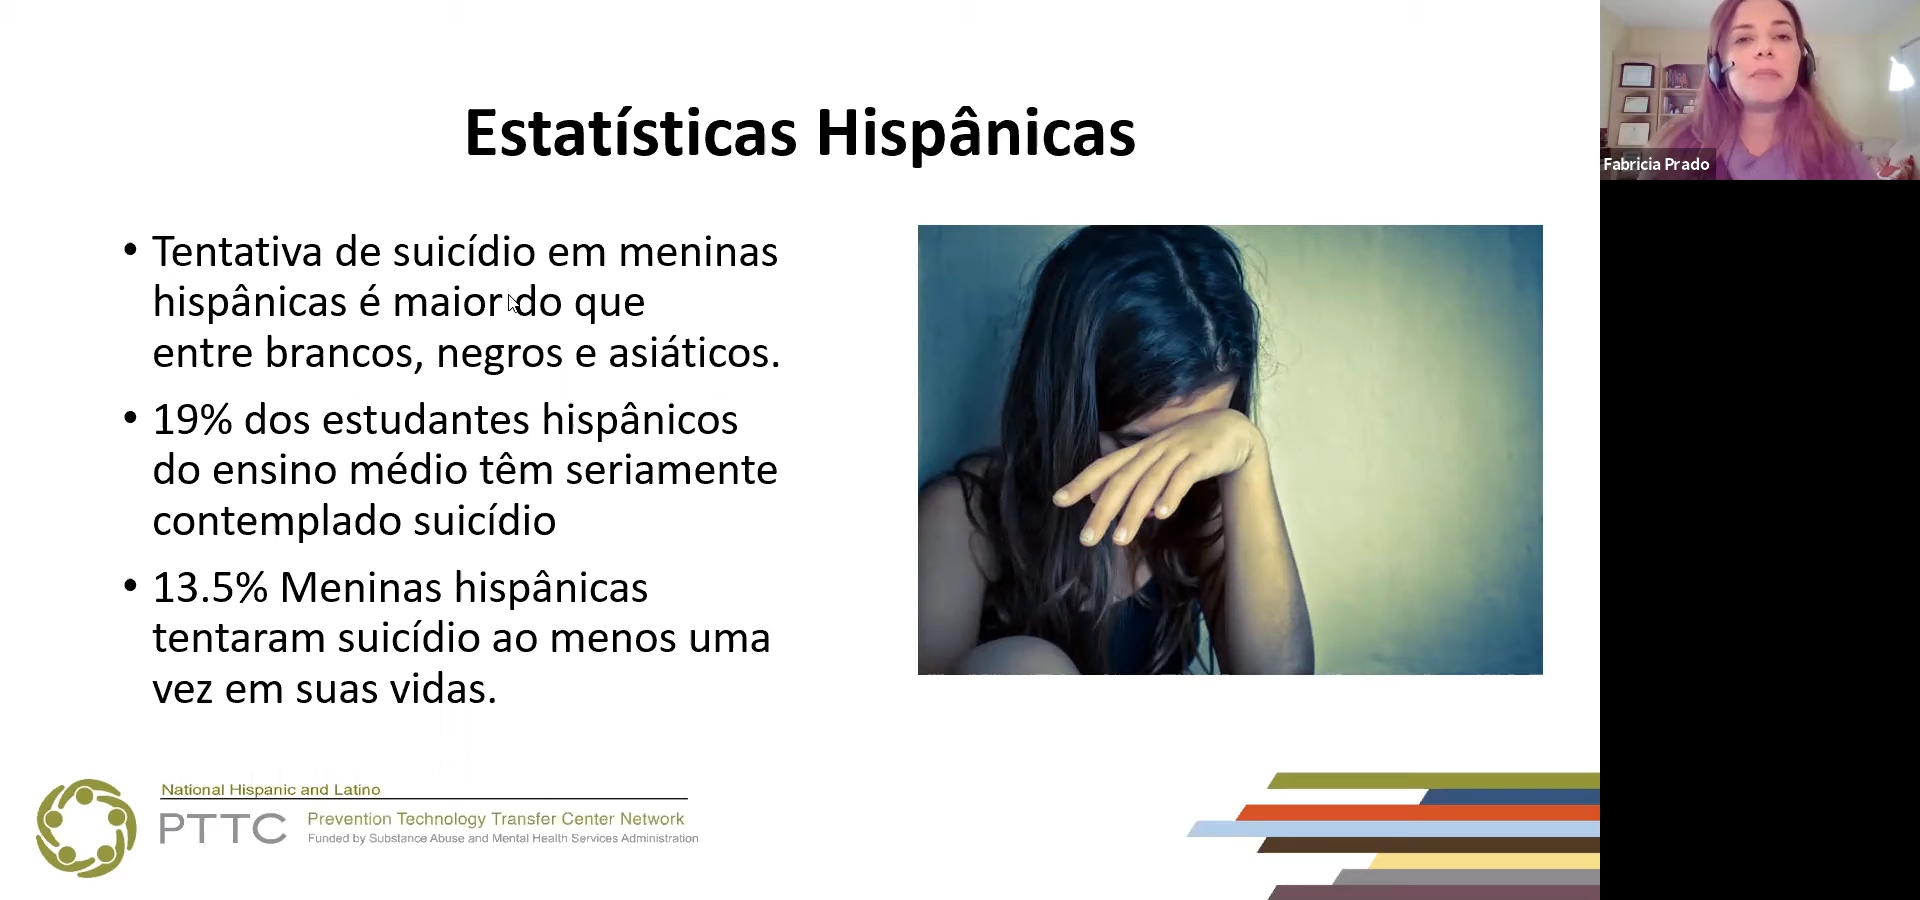 Estatísticas Hispânicas
• Tentativa de suicídio em meninas
hispânicas é maior do que
entre brancos, negros e asiáticos.
• 19% dos estudantes hispânicos
do ensino médio têm seriamente
contemplado suicídio
• 13.5% Meninas hispânicas
tentaram suicídio ao menos uma
vez em suas vidas.
National Hispanic and Latino
PTTC
Prevention Technology Transfer Center Network
Funded by Substance Abuse and Mental Health Services Administration
Fabricia Prado